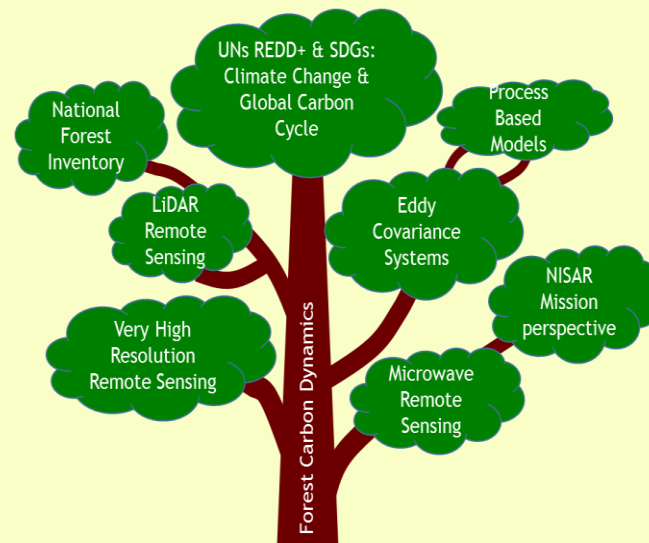 UNs REDD+ & SDGs:
Climate Change &
Global Carbon
Cycle
National
Forest
Inventory
Process
Based
Models
LiDAR
Remote
Sensing
Eddy
Covariance
Systems
NISAR
Mission
perspective
Very High
Resolution
Remote Sensing
Microwave
Remote
Sensing
Forest Carbon Dynamics